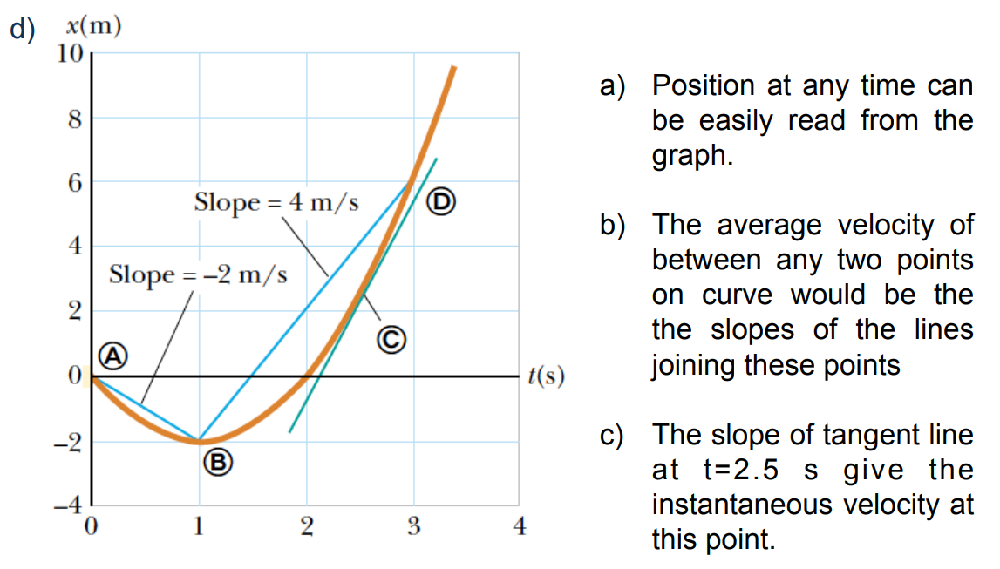 d)
x(m)
10
8
6
4
2
0
−2
−4
0 1 2 3 4
t(s)
Slope = 4 m/s
Slope = −2 m/s
A
B
C
D
a) Position at any time can
be easily read from the
graph.
b) The average velocity of
between any two points
on curve would be the
the slopes of the lines
joining these points
c) The slope of tangent line
at t=2.5 s give the
instantaneous velocity at
this point.